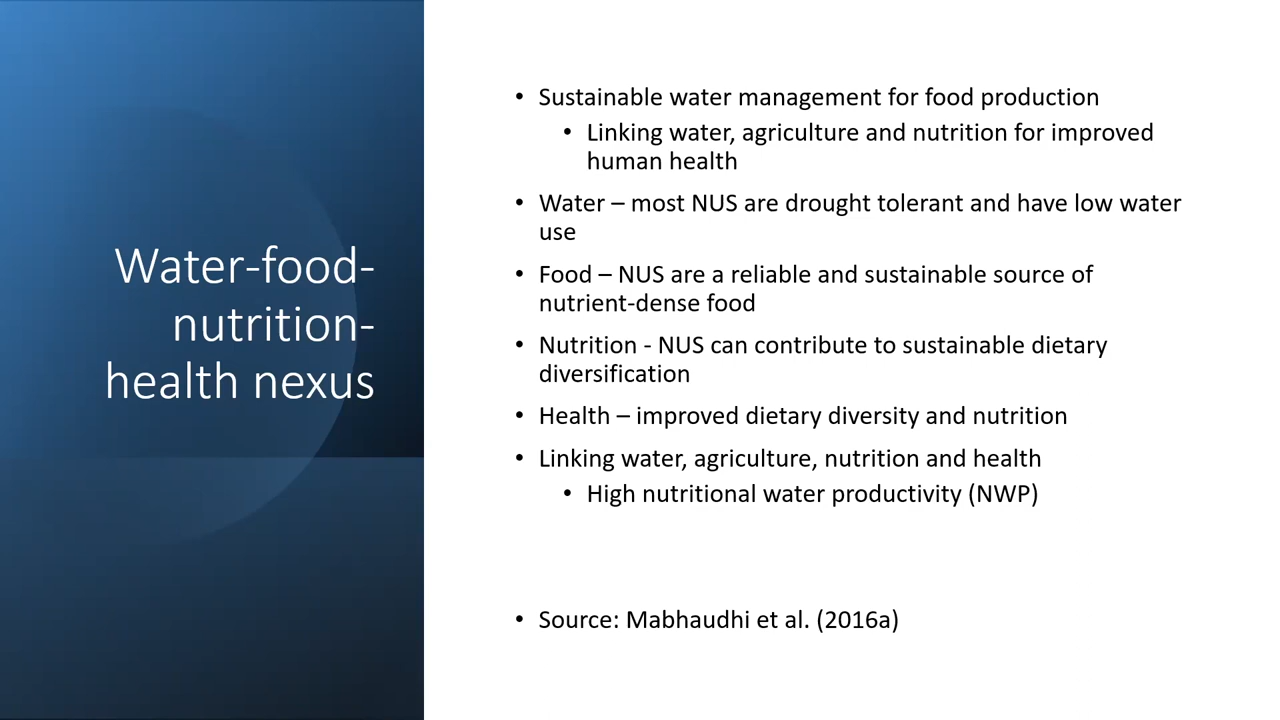 Water-food-
nutrition-
health nexus
• Sustainable water management for food production
• Linking water, agriculture and nutrition for improved
human health
• Water – most NUS are drought tolerant and have low water
use
• Food – NUS are a reliable and sustainable source of
nutrient-dense food
• Nutrition - NUS can contribute to sustainable dietary
diversification
• Health – improved dietary diversity and nutrition
• Linking water, agriculture, nutrition and health
• High nutritional water productivity (NWP)
• Source: Mabhaudhi et al. (2016a)